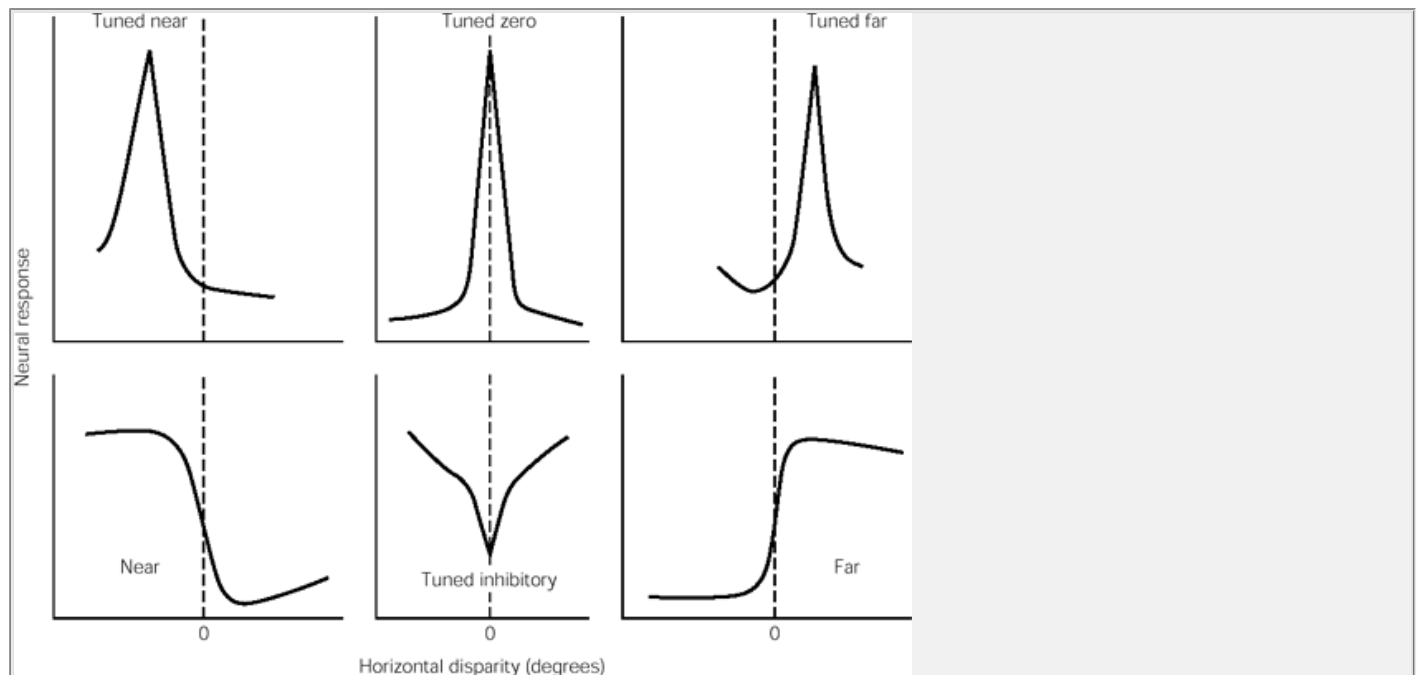 Tuned near
Tuned zero
Tuned far
Neural response
Near
Tuned inhibitory
Far
0
0
0
Horizontal disparity (degrees)